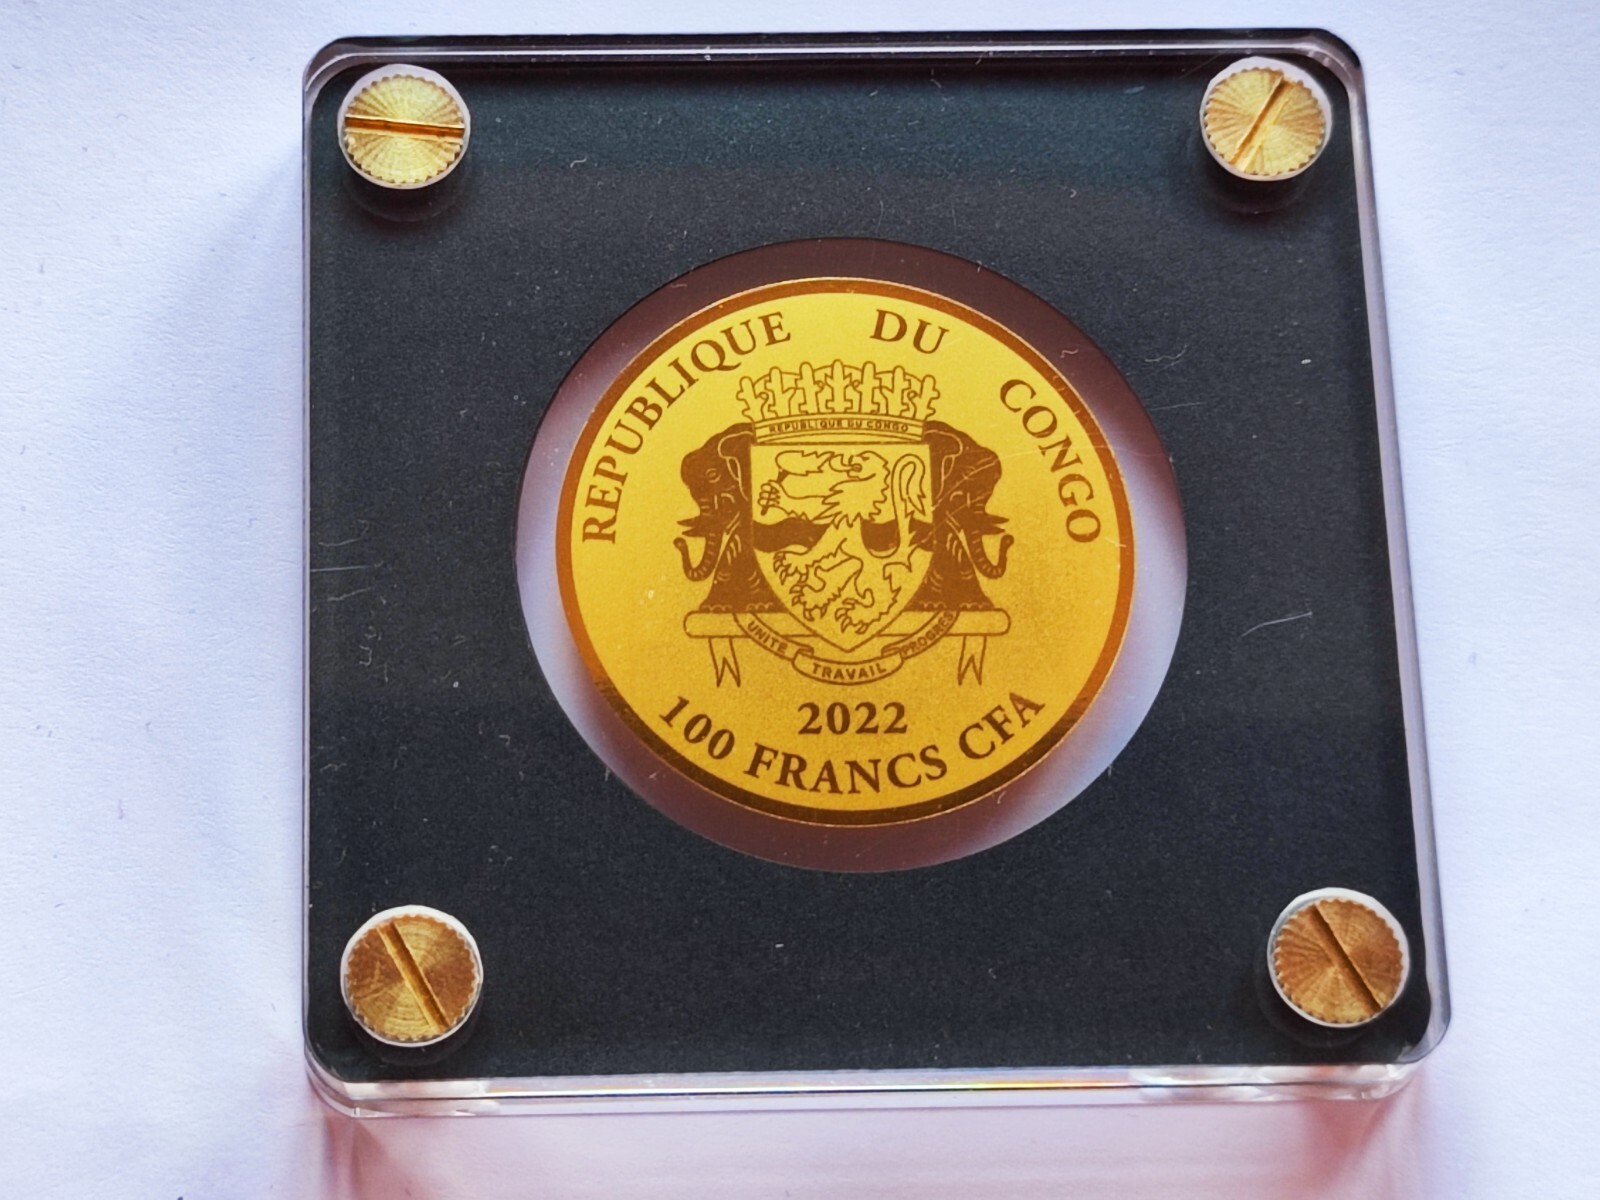 REPUBLIQUE DU CONGO
REPUBLIQUE DU CONGO
UNITE TRAVAIL PROGRES
2022
100 FRANCS CFA